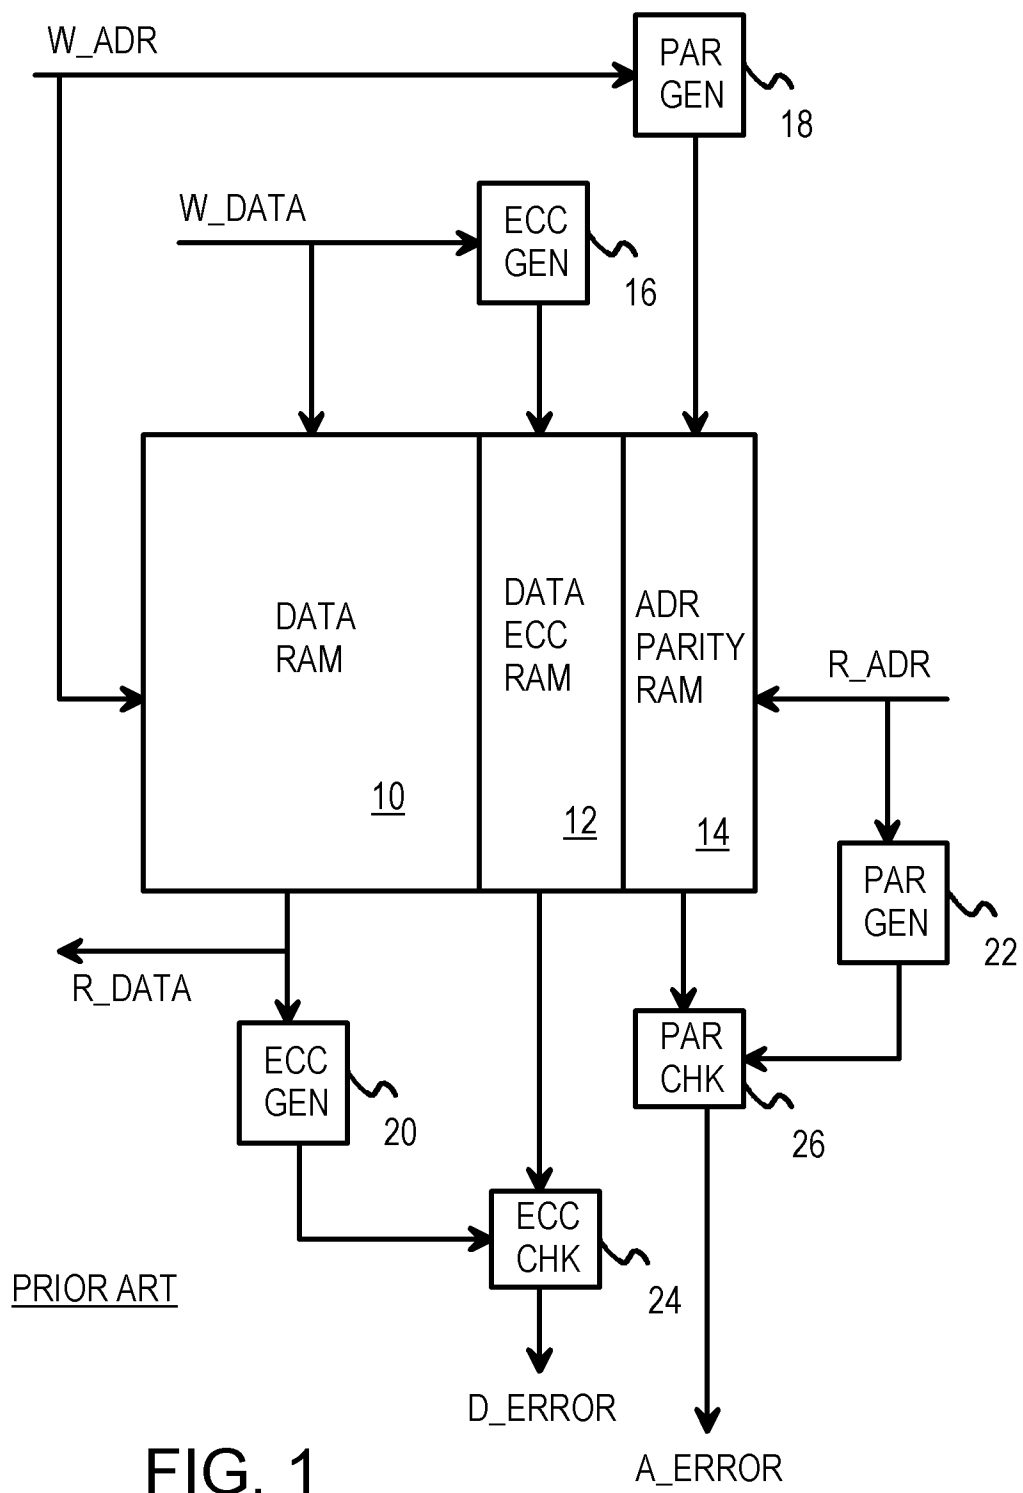 W_ADR
PAR
GEN
18
W_DATA
ECC
GEN
16
DATA
RAM
10
DATA
ECC
RAM
12
ADR
PARITY
RAM
14
R_ADR
PAR
GEN
22
R_DATA
ECC
GEN
20
PAR
CHK
26
ECC
CHK
24
PRIOR ART
D_ERROR
A_ERROR
FIG. 1